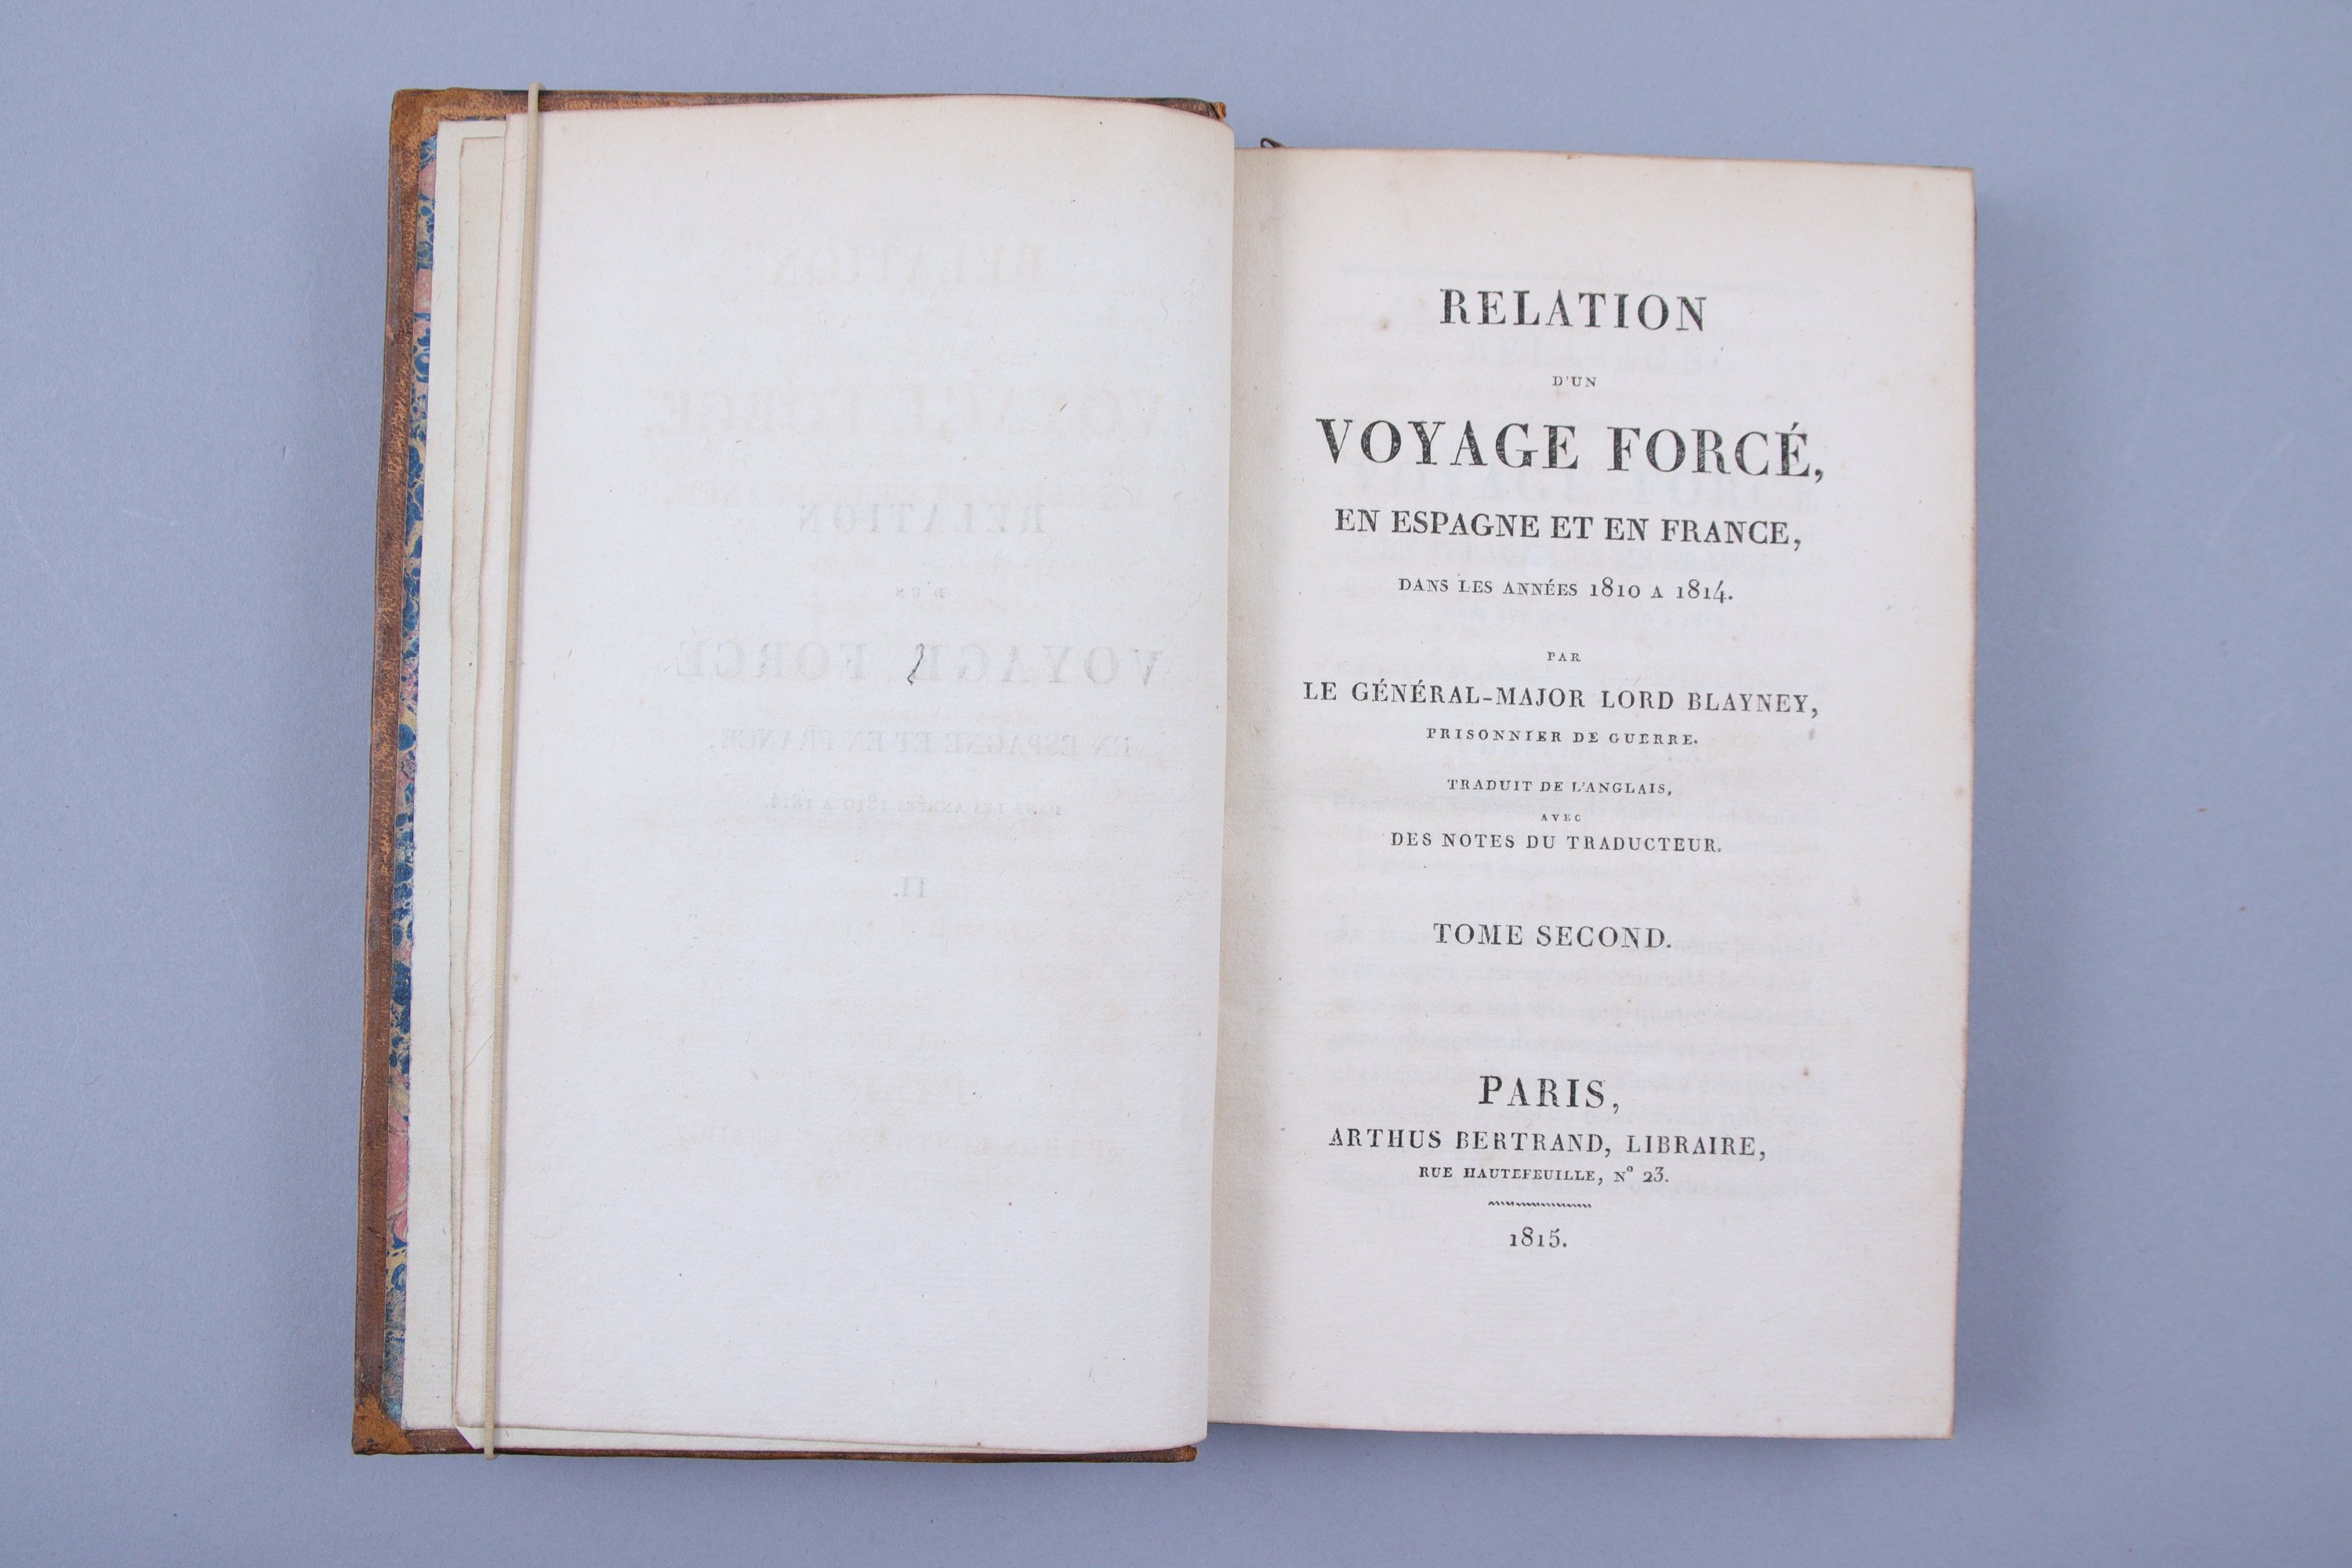 RELATION
D'UN
VOYAGE FORCÉ,
EN ESPAGNE ET EN FRANCE,
DANS LES ANNÉES 1810 A 1814.
PAR
LE GÉNÉRAL-MAJOR LORD BLAYNEY,
PRISONNIER DE GUERRE.
TRADUIT DE L'ANGLAIS,
AVEC
DES NOTES DU TRADUCTEUR.
TOME SECOND.
PARIS,
ARTHUS BERTRAND, LIBRAIRE,
RUE HAUTEFEUILLE, N° 23.
1815.